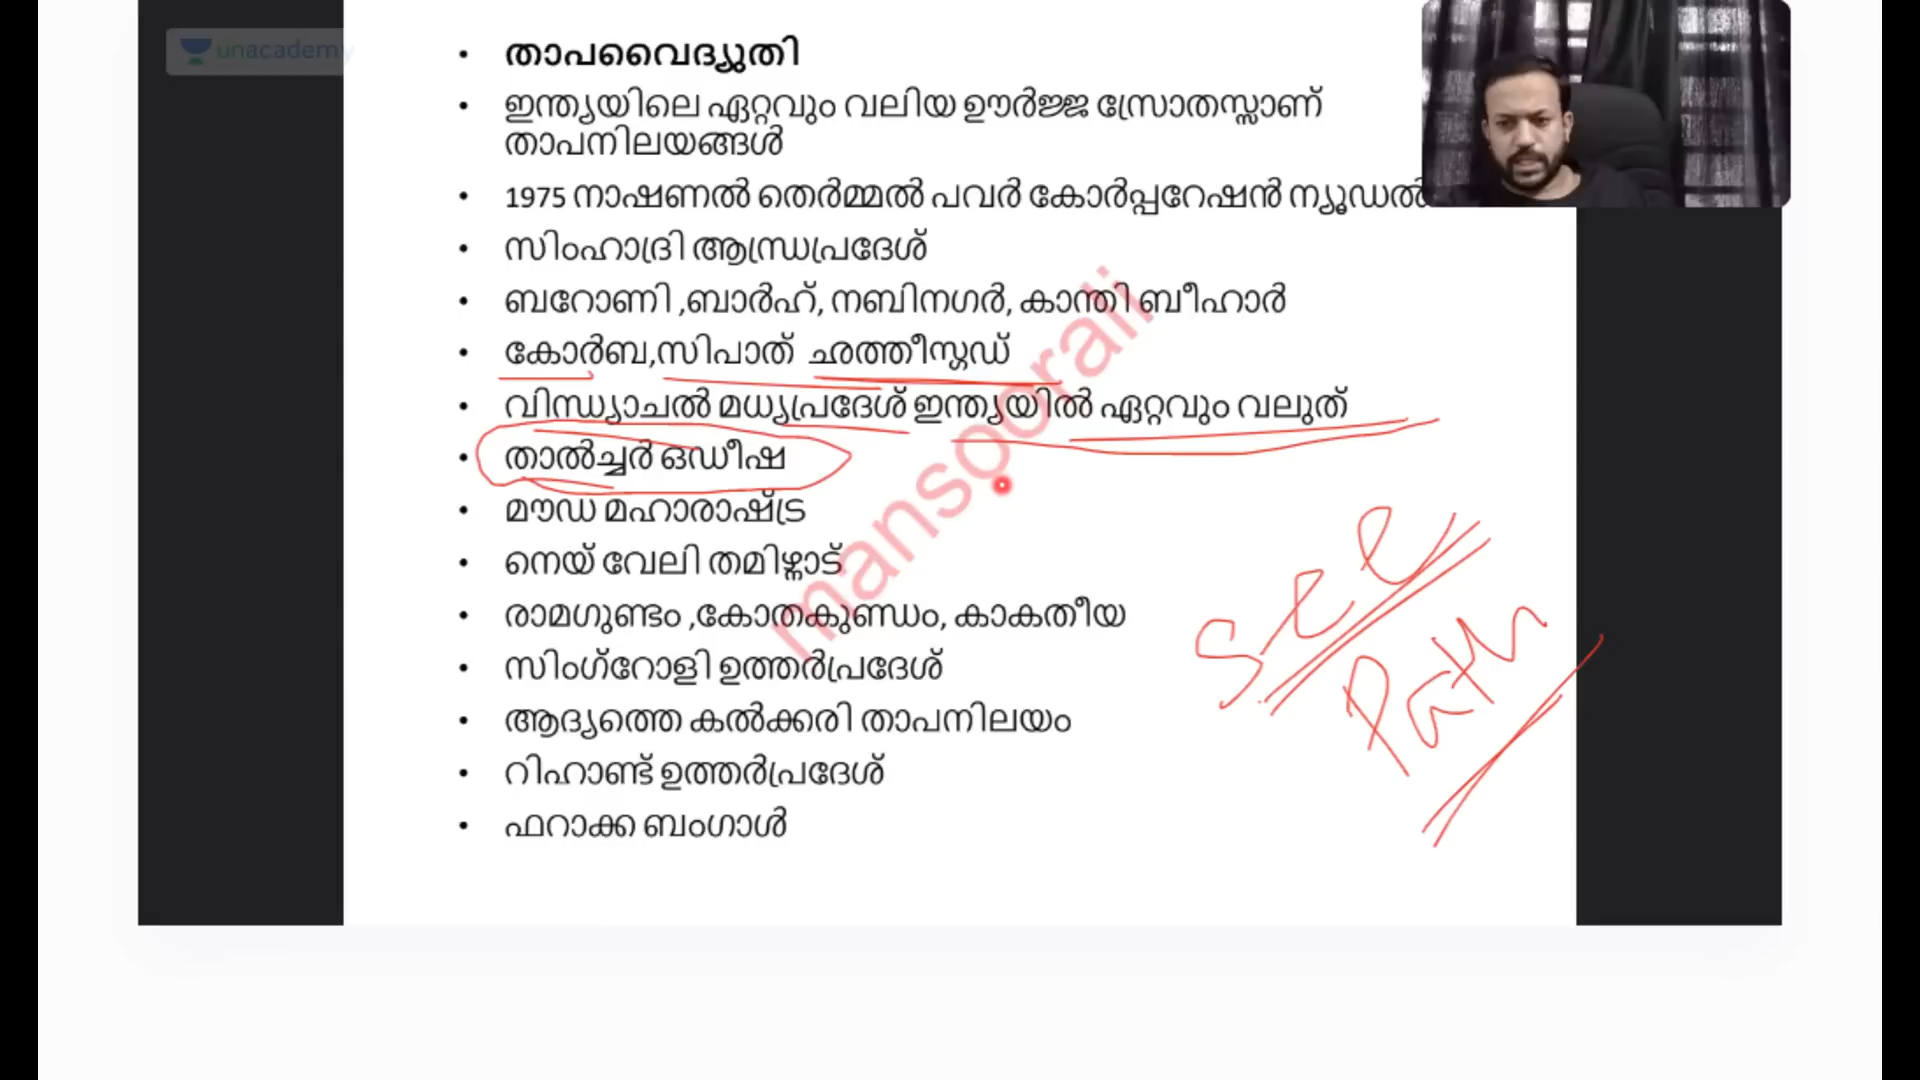 unacademy
താപവൈദ്യുതി
ഇന്ത്യയിലെ ഏറ്റവും വലിയ ഊർജ്ജ സ്രോതസ്സാണ്
താപനിലയങ്ങൾ
1975 നാഷണൽ തെർമ്മൽ പവർ കോർപ്പറേഷൻ ന്യൂഡൽ
സിംഹാദ്രി ആന്ധ്രപ്രദേശ്
ബറോണി ,ബാർഹ്, നബിനഗർ, കാന്തി ബീഹാർ
കോർബ,സിപാത് ഛത്തീസ്ഗഡ്
വിന്ധ്യാചൽ മധ്യപ്രദേശ് ഇന്ത്യയിൽ ഏറ്റവും വലുത്
താൽച്ചർ ഒഡീഷ
മൗഡ മഹാരാഷ്ട്ര
നെയ് വേലി തമിഴ്നാട്
രാമഗുണ്ടം ,കോതകുണ്ഡം, കാകതീയ
സിംഗ്റോളി ഉത്തർപ്രദേശ്
ആദ്യത്തെ കൽക്കരി താപനിലയം
റിഹാണ്ട് ഉത്തർപ്രദേശ്
ഫറാക്ക ബംഗാൾ
mansoorali
see
path